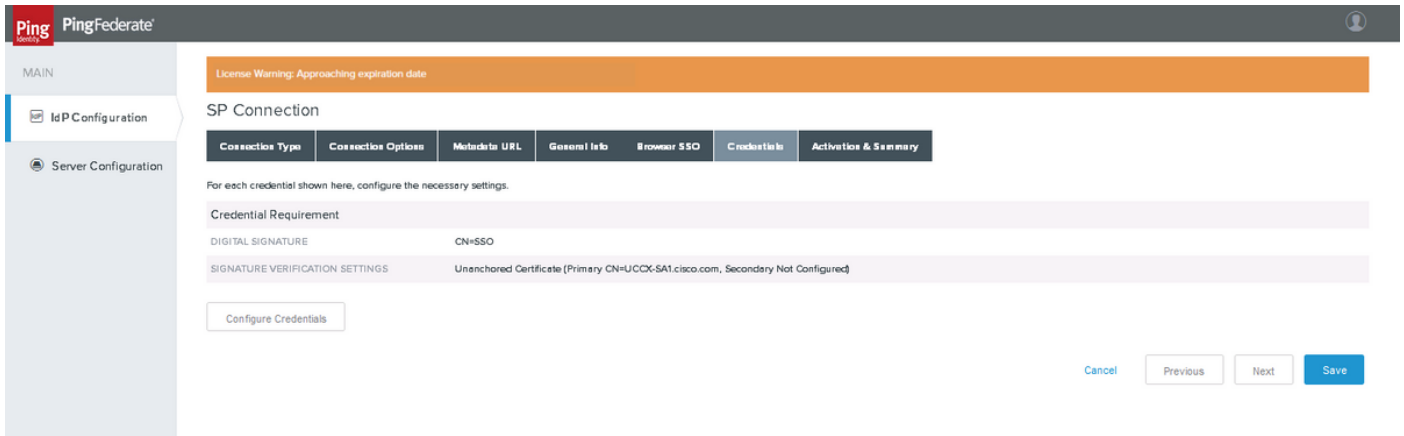 Ping
Identity.
PingFederate®
MAIN
IdP Configuration
Server Configuration
License Warning: Approaching expiration date
SP Connection
Connection Type
Connection Options
Metadata URL
General Info
Browser SSO
Credentials
Activation & Summary
For each credential shown here, configure the necessary settings.
Credential Requirement
DIGITAL SIGNATURE CN=SSO
SIGNATURE VERIFICATION SETTINGS Unanchored Certificate (Primary CN=UCCX-SA1.cisco.com, Secondary Not Configured)
Configure Credentials
Cancel
Previous
Next
Save